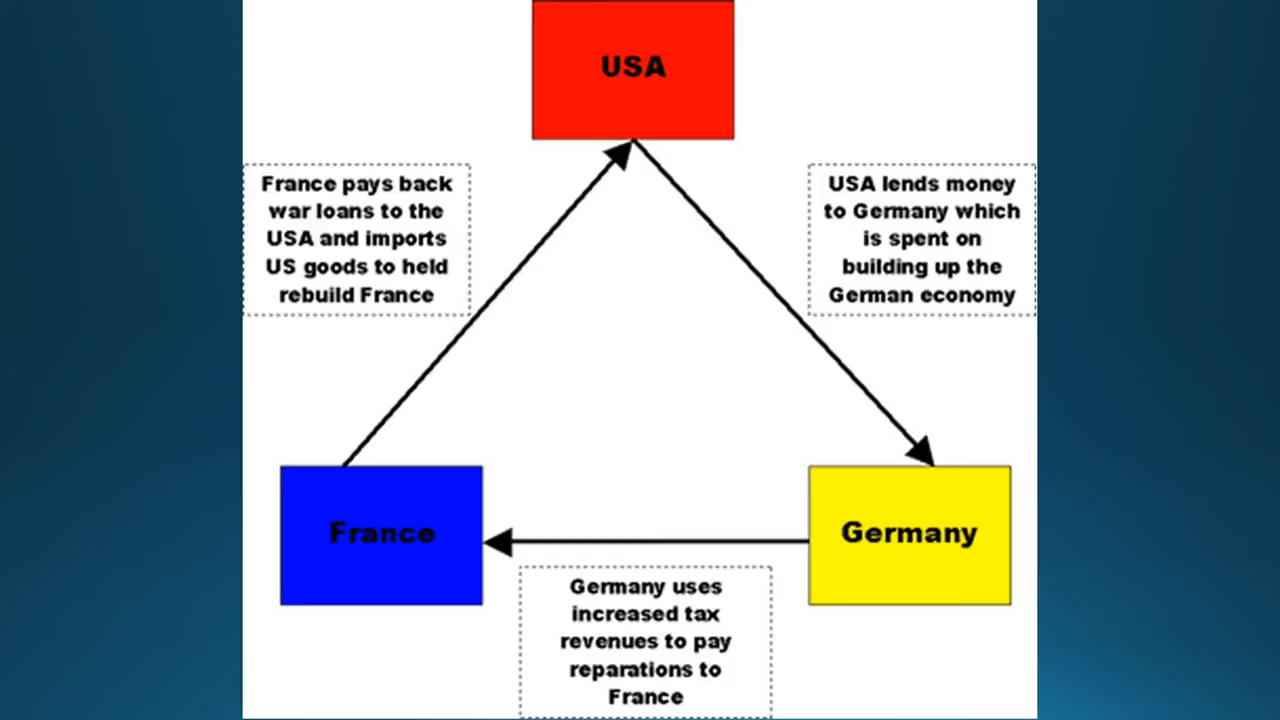 USA
France pays back
war loans to the
USA and imports
US goods to held
rebuild France
USA lends money
to Germany which
is spent on
building up the
German economy
France
Germany
Germany uses
increased tax
revenues to pay
reparations to
France